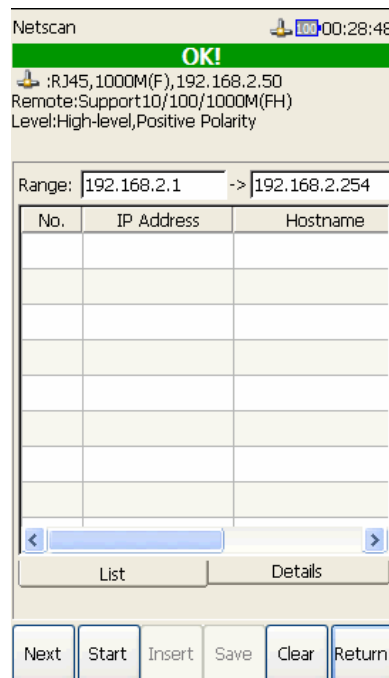 Netscan 100 00:28:48
OK!
:RJ45,1000M(F),192.168.2.50
Remote:Support10/100/1000M(FH)
Level:High-level,Positive Polarity
Range: 192.168.2.1 -> 192.168.2.254
No. IP Address Hostname
List Details
Next Start Insert Save Clear Return